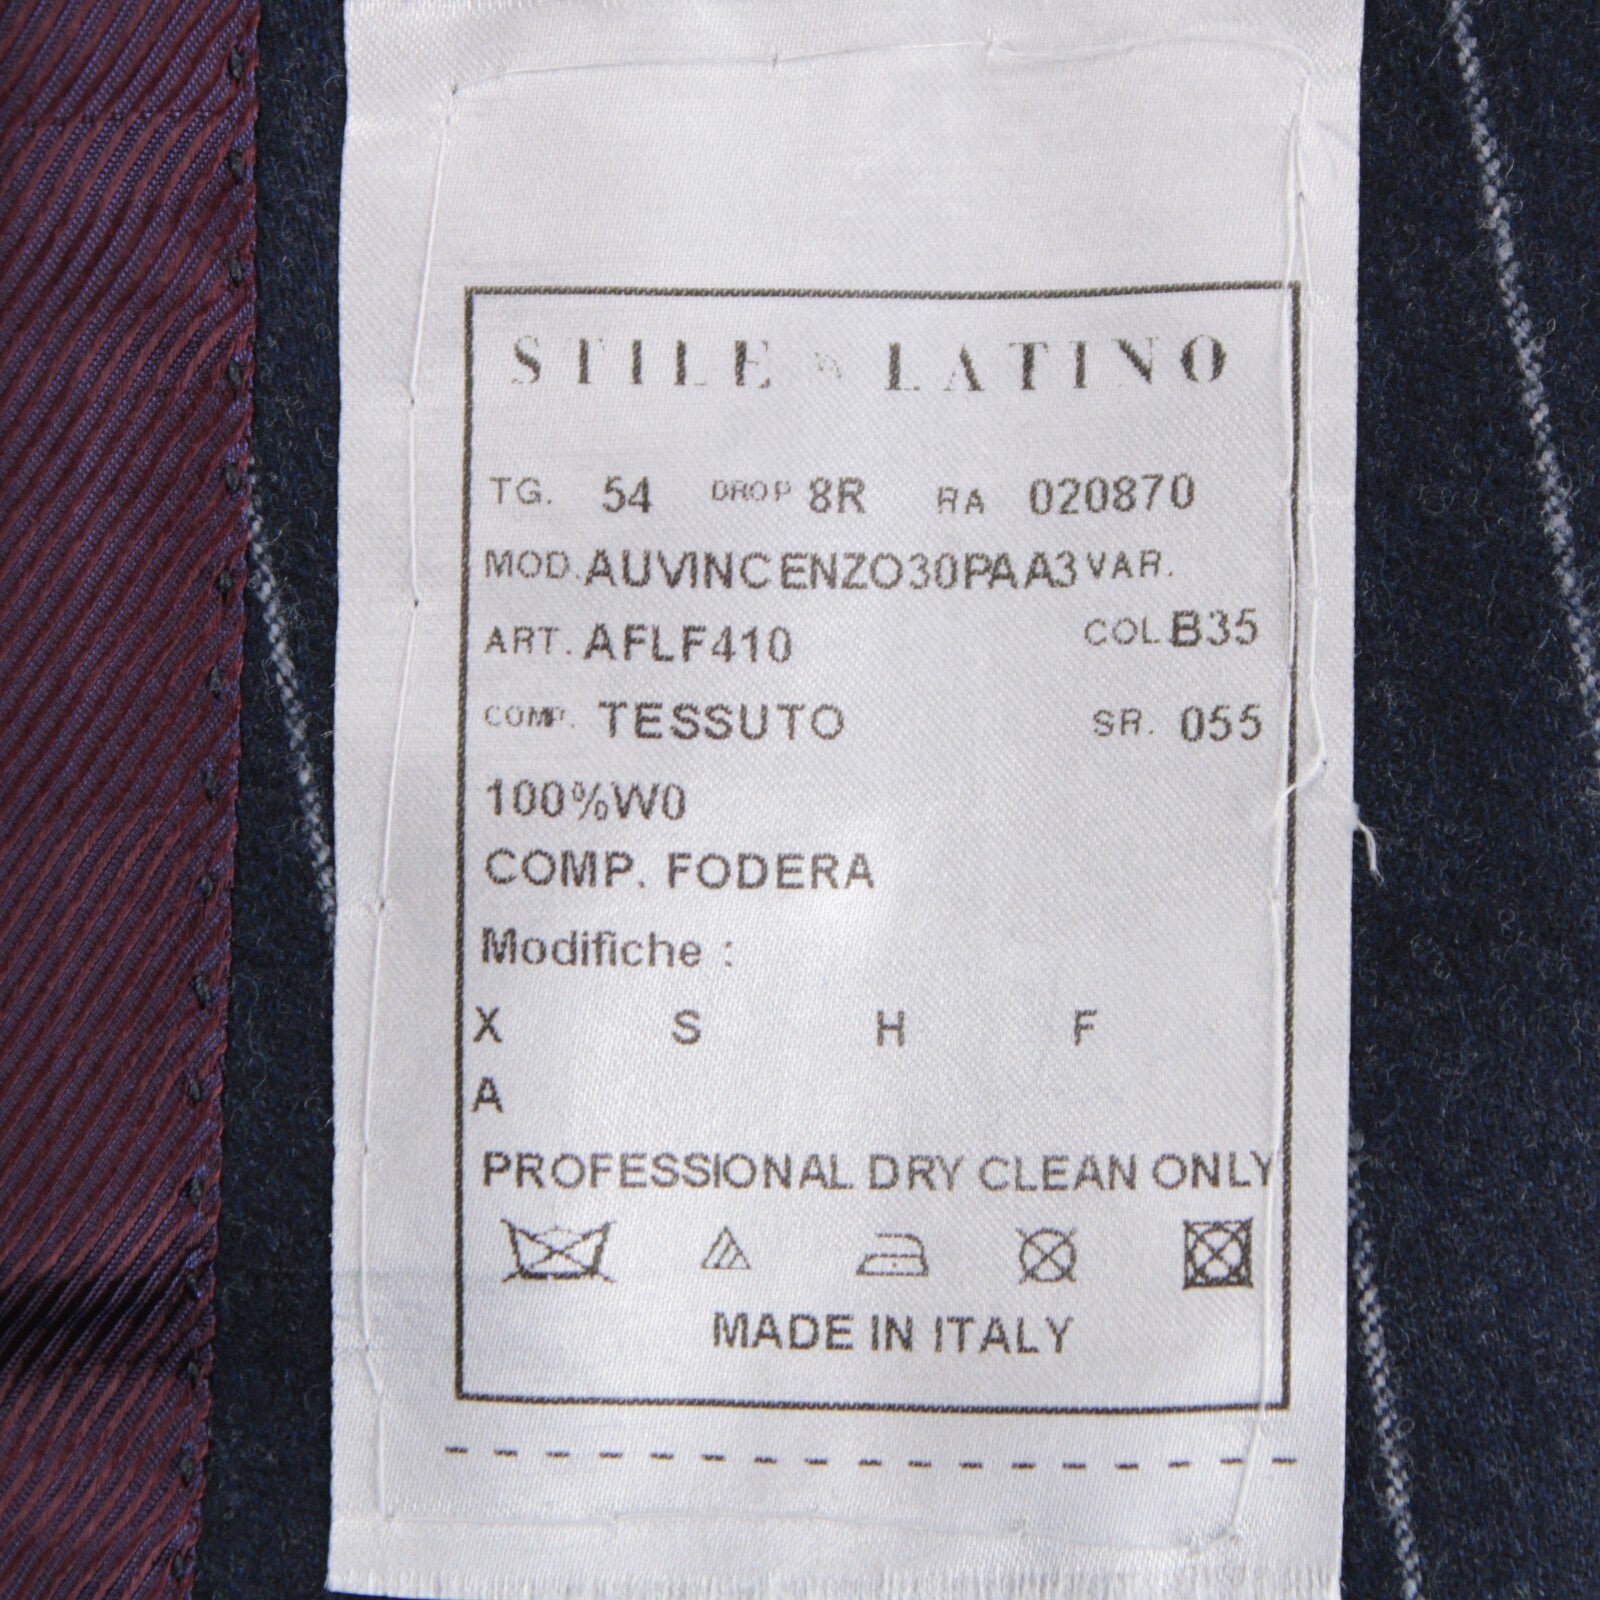 STILE LATINO
TG. 54 DROP 8R RA 020870
MOD.AUVINCENZO30PAA3 VAR.
ART. AFLF410 COL.B35
COMP. TESSUTO SR. 055
100%W0
COMP. FODERA
Modifiche :
X S H F
A
PROFESSIONAL DRY CLEAN ONLY
MADE IN ITALY